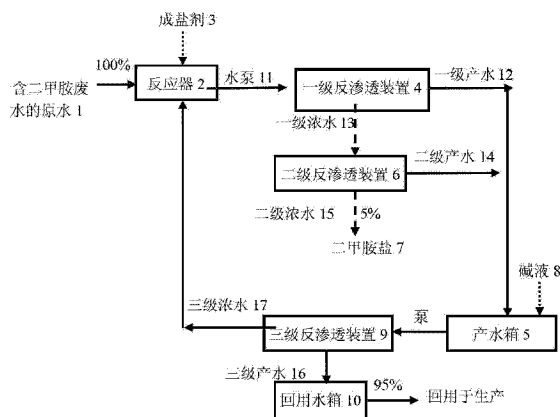 成盐剂 3
100%
含二甲胺废
水的原水 1
反应器 2
水泵 11
一级反渗透装置 4
一级产水 12
一级浓水 13
二级反渗透装置 6
二级产水 14
二级浓水 15
5%
二甲胺盐 7
碱液 8
三级浓水 17
三级反渗透装置 9
泵
产水箱 5
三级产水 16
回用水箱 10
95%
回用于生产